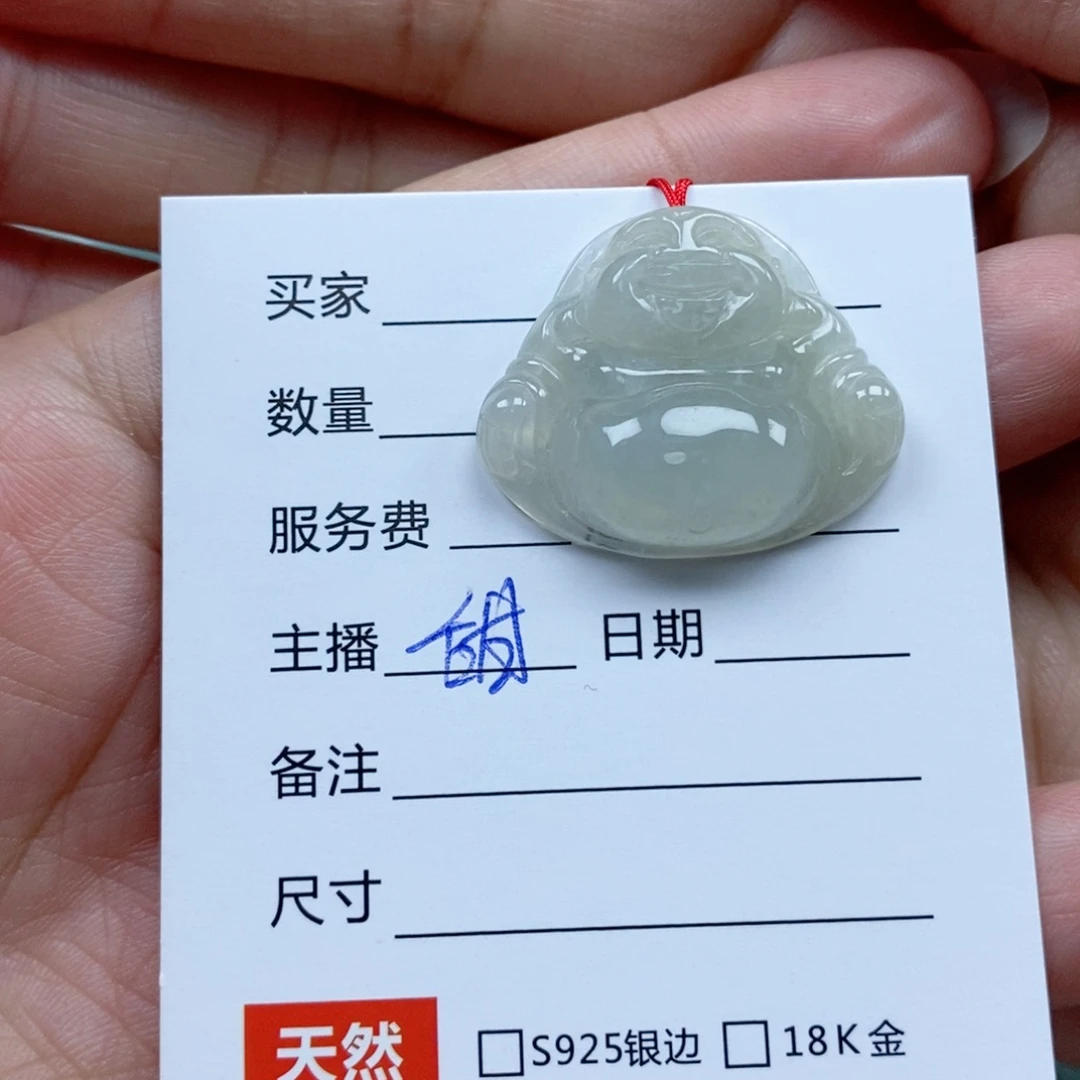 买家
数量
服务费
主播 甜 日期
备注
尺寸
天然 S925银边 18K金